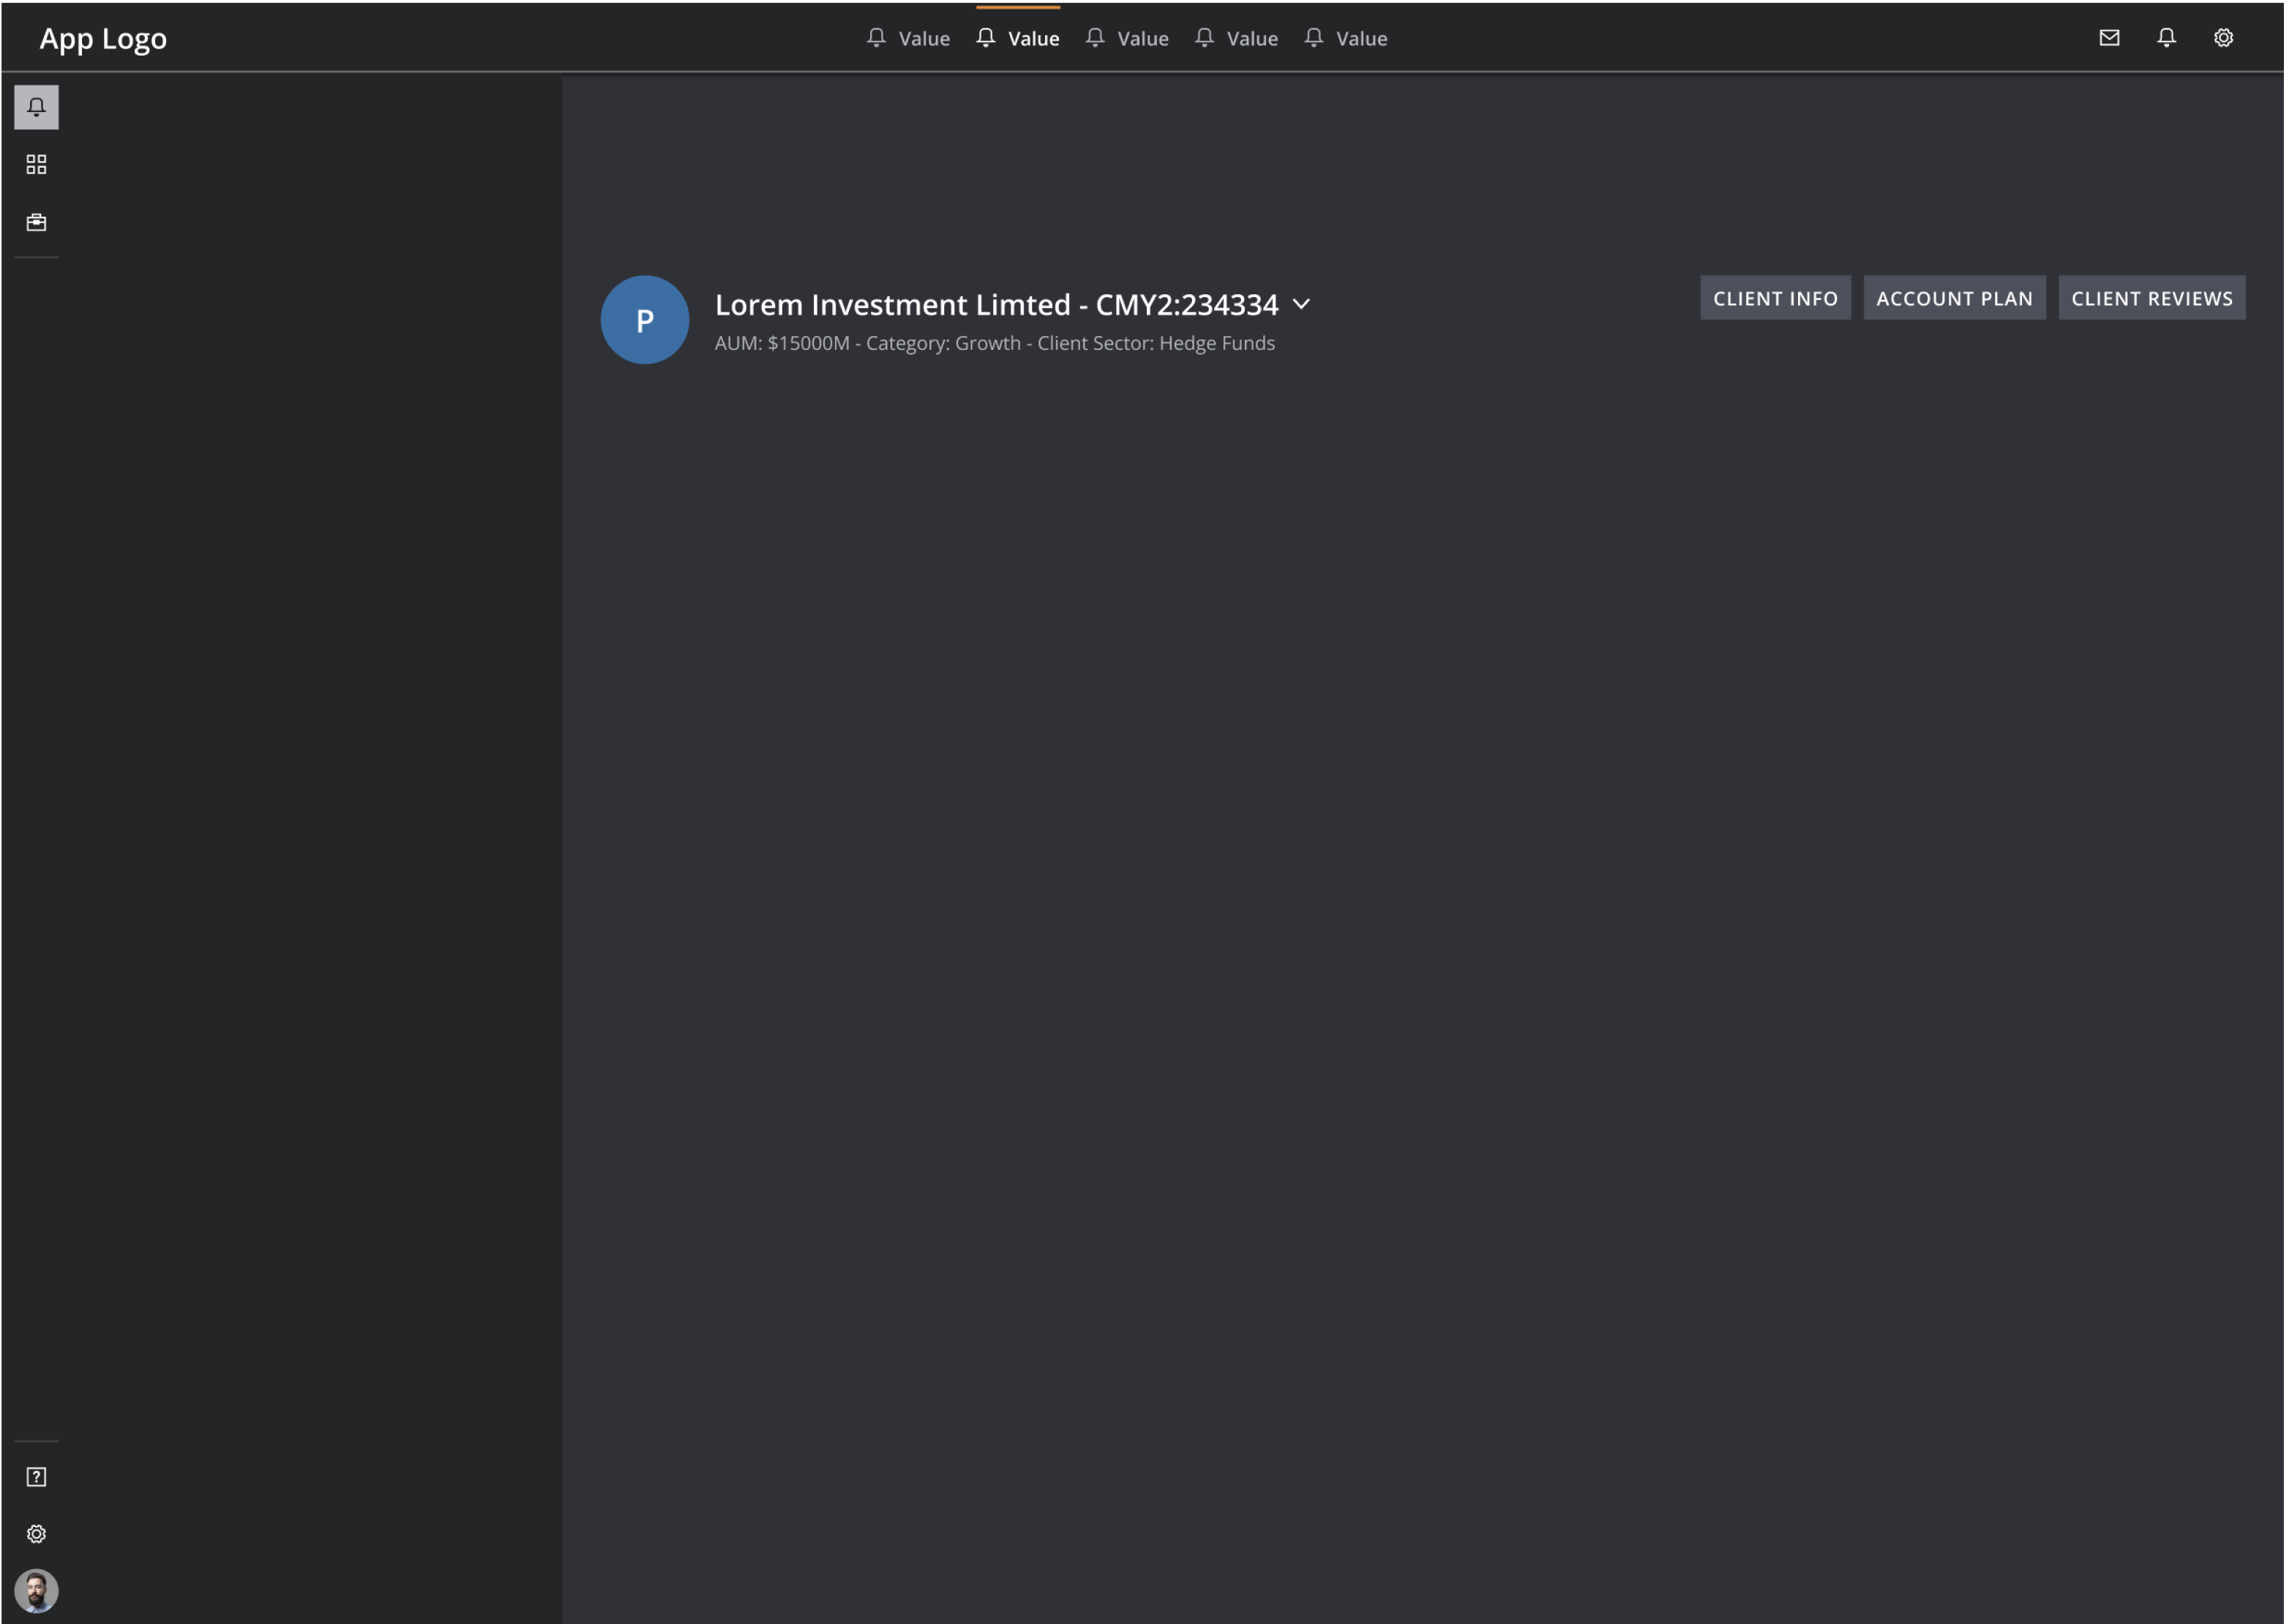 App Logo
Value Value Value Value Value
Lorem Investment Limted - CMY2:234334
CLIENT INFO ACCOUNT PLAN CLIENT REVIEWS
P
AUM: $15000M - Category: Growth - Client Sector: Hedge Funds
?